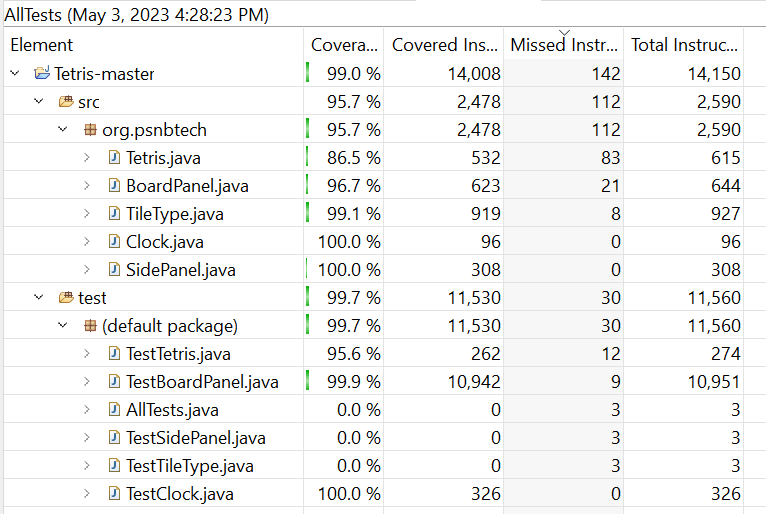 AllTests (May 3, 2023 4:28:23 PM)
Element Covera... Covered Ins... Missed Instr... Total Instruc...
Tetris-master 99.0 % 14,008 142 14,150
src 95.7 % 2,478 112 2,590
org.psnbtech 95.7 % 2,478 112 2,590
Tetris.java 86.5 % 532 83 615
BoardPanel.java 96.7 % 623 21 644
TileType.java 99.1 % 919 8 927
Clock.java 100.0 % 96 0 96
SidePanel.java 100.0 % 308 0 308
test 99.7 % 11,530 30 11,560
(default package) 99.7 % 11,530 30 11,560
TestTetris.java 95.6 % 262 12 274
TestBoardPanel.java 99.9 % 10,942 9 10,951
AllTests.java 0.0 % 0 3 3
TestSidePanel.java 0.0 % 0 3 3
TestTileType.java 0.0 % 0 3 3
TestClock.java 100.0 % 326 0 326